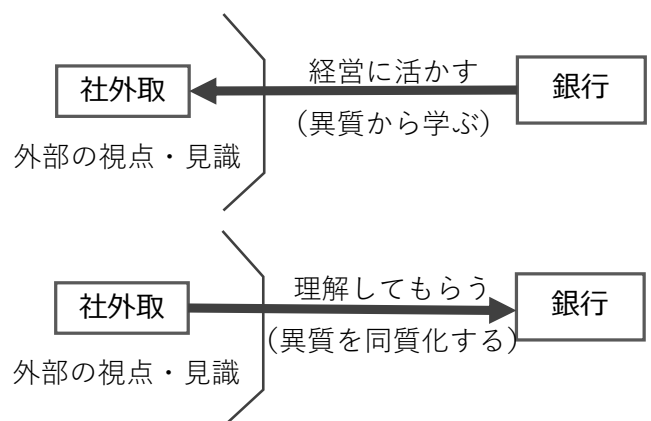 社外取
経営に活かす
銀行
(異質から学ぶ)
外部の視点・見識
社外取
理解してもらう
銀行
(異質を同質化する)
外部の視点・見識